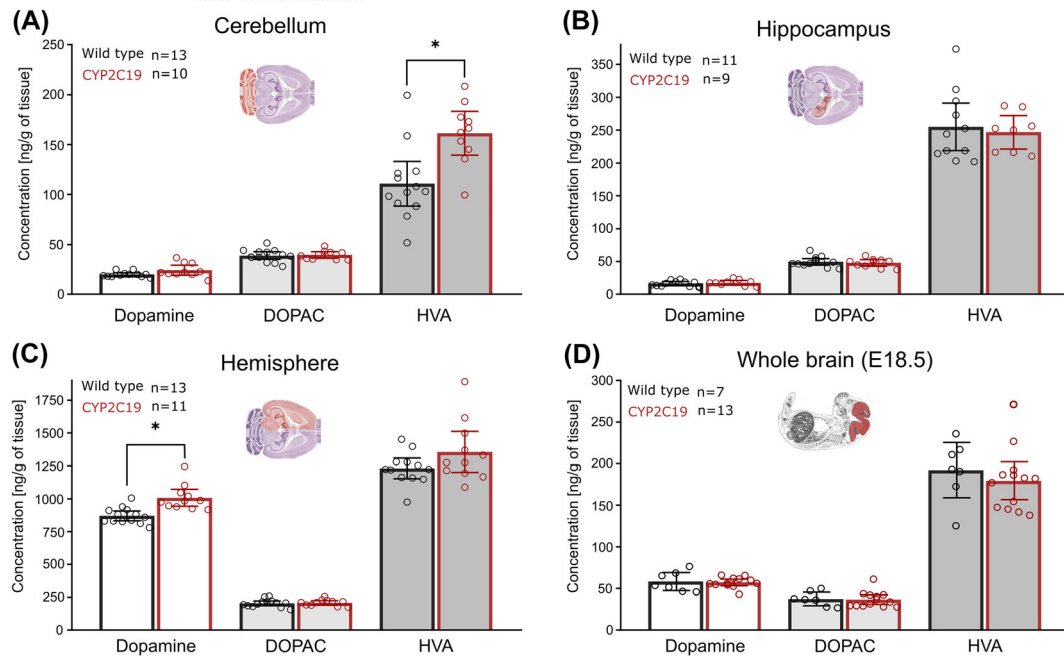 (A)
Cerebellum
Wild type n=13
CYP2C19 n=10
*
Concentration [ng/g of tissue]
250
200
150
100
50
0
Dopamine DOPAC HVA
(B)
Hippocampus
Wild type n=11
CYP2C19 n=9
Concentration [ng/g of tissue]
350
300
250
200
150
100
50
0
Dopamine DOPAC HVA
(C)
Hemisphere
Wild type n=13
CYP2C19 n=11
*
Concentration [ng/g of tissue]
1750
1500
1250
1000
750
500
250
0
Dopamine DOPAC HVA
(D)
Whole brain (E18.5)
Wild type n=7
CYP2C19 n=13
Concentration [ng/g of tissue]
300
250
200
150
100
50
0
Dopamine DOPAC HVA